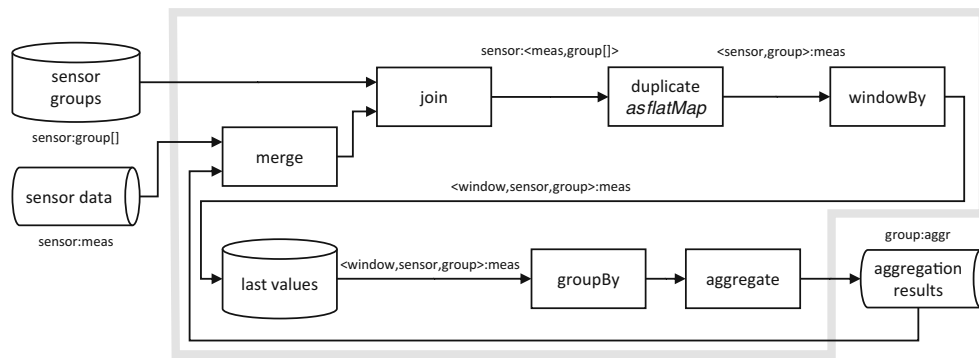 sensor groups
sensor:group[]
sensor data
sensor:meas
merge
join
sensor:<meas,group[]>
duplicate
asflatMap
<sensor,group>:meas
windowBy
<window,sensor,group>:meas
last values
<window,sensor,group>:meas
groupBy
aggregate
group:aggr
aggregation
results